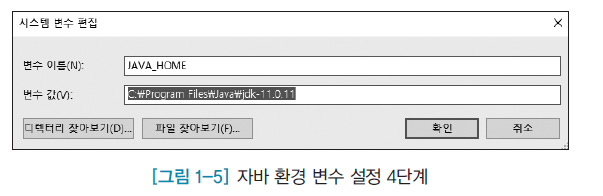 시스템 변수 편집
변수 이름(N):
JAVA_HOME
변수 값(V):
C:₩Program Files₩Java₩jdk-11.0.11
디렉터리 찾아보기(D)...
파일 찾아보기(F)...
확인
취소
[그림 1-5] 자바 환경 변수 설정 4단계